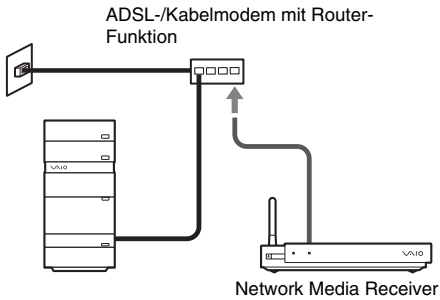 ADSL-/Kabelmodem mit Router-
Funktion
VAIO
VAIO
Network Media Receiver